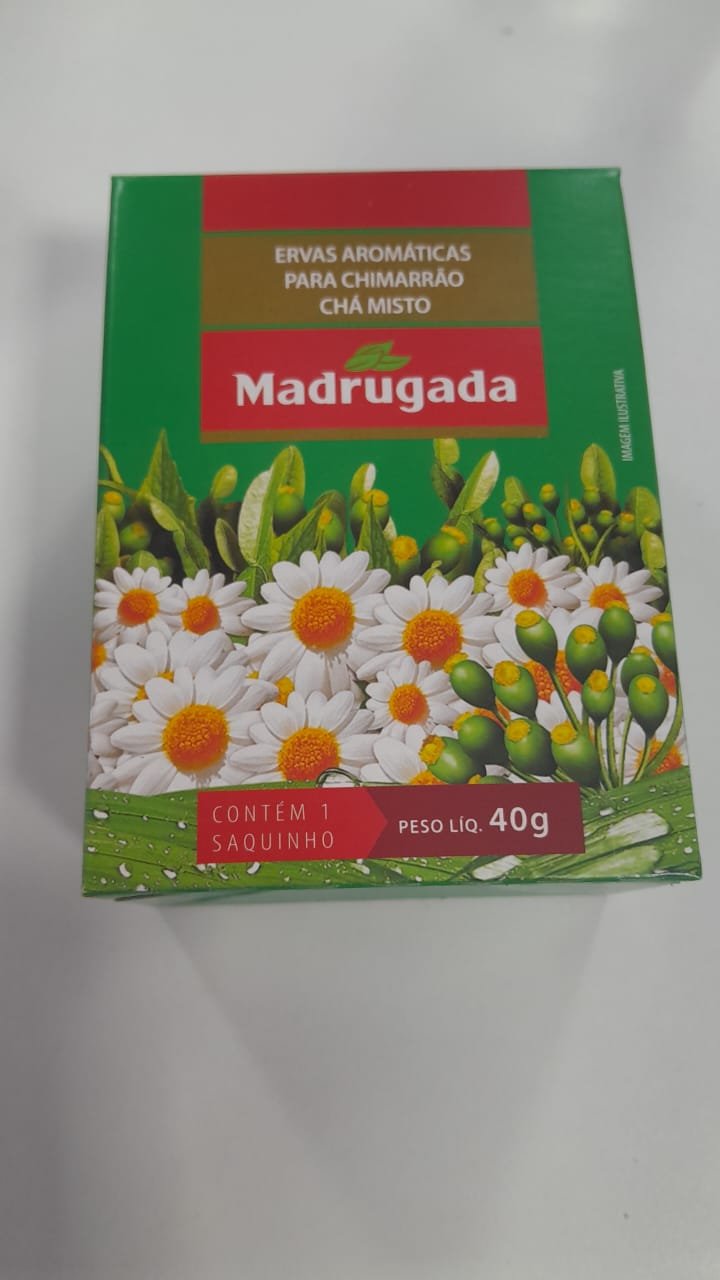 ERVAS AROMÁTICAS
PARA CHIMARRÃO
CHÁ MISTO
Madrugada
IMAGEM ILUSTRATIVA
CONTÉM 1
SAQUINHO
PESO LÍQ. 40g